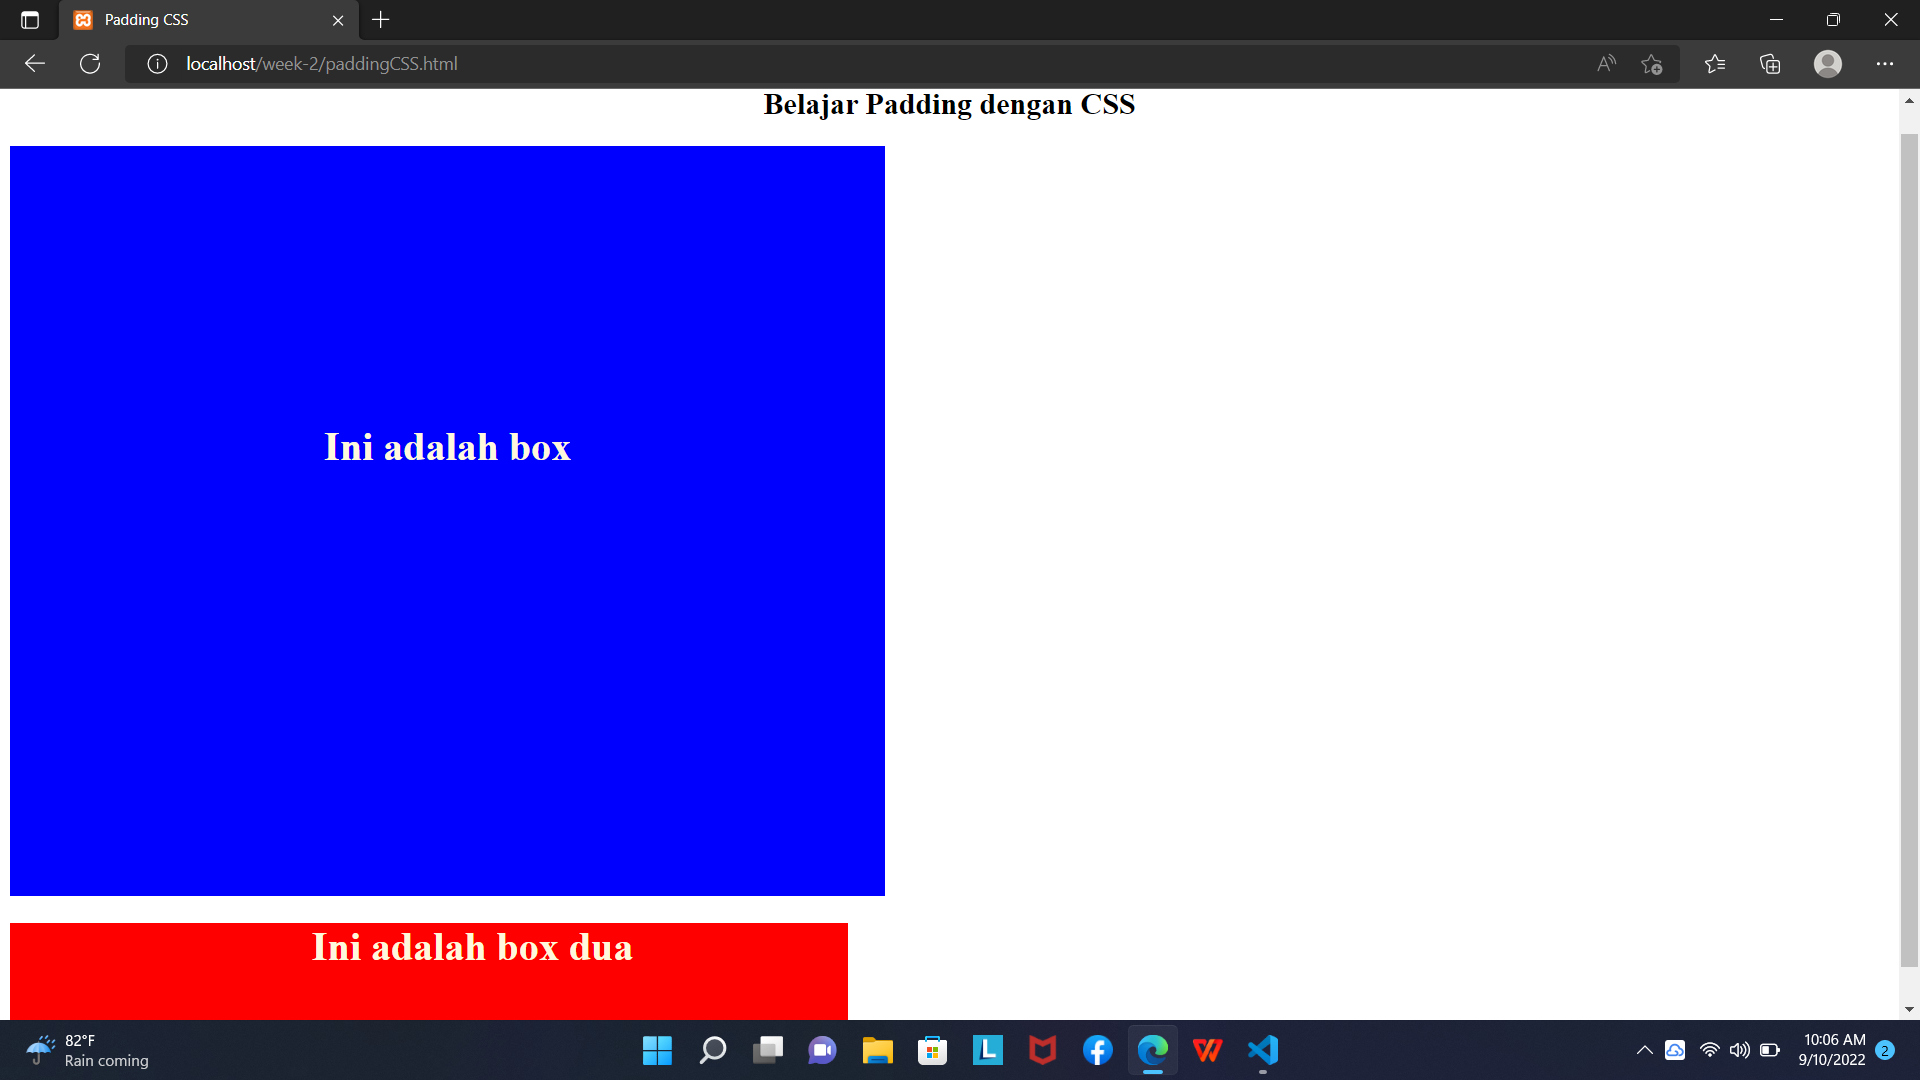 Padding CSS
localhost/week-2/paddingCSS.html
Belajar Padding dengan CSS
Ini adalah box
Ini adalah box dua
82°F
Rain coming
10:06 AM
9/10/2022
2